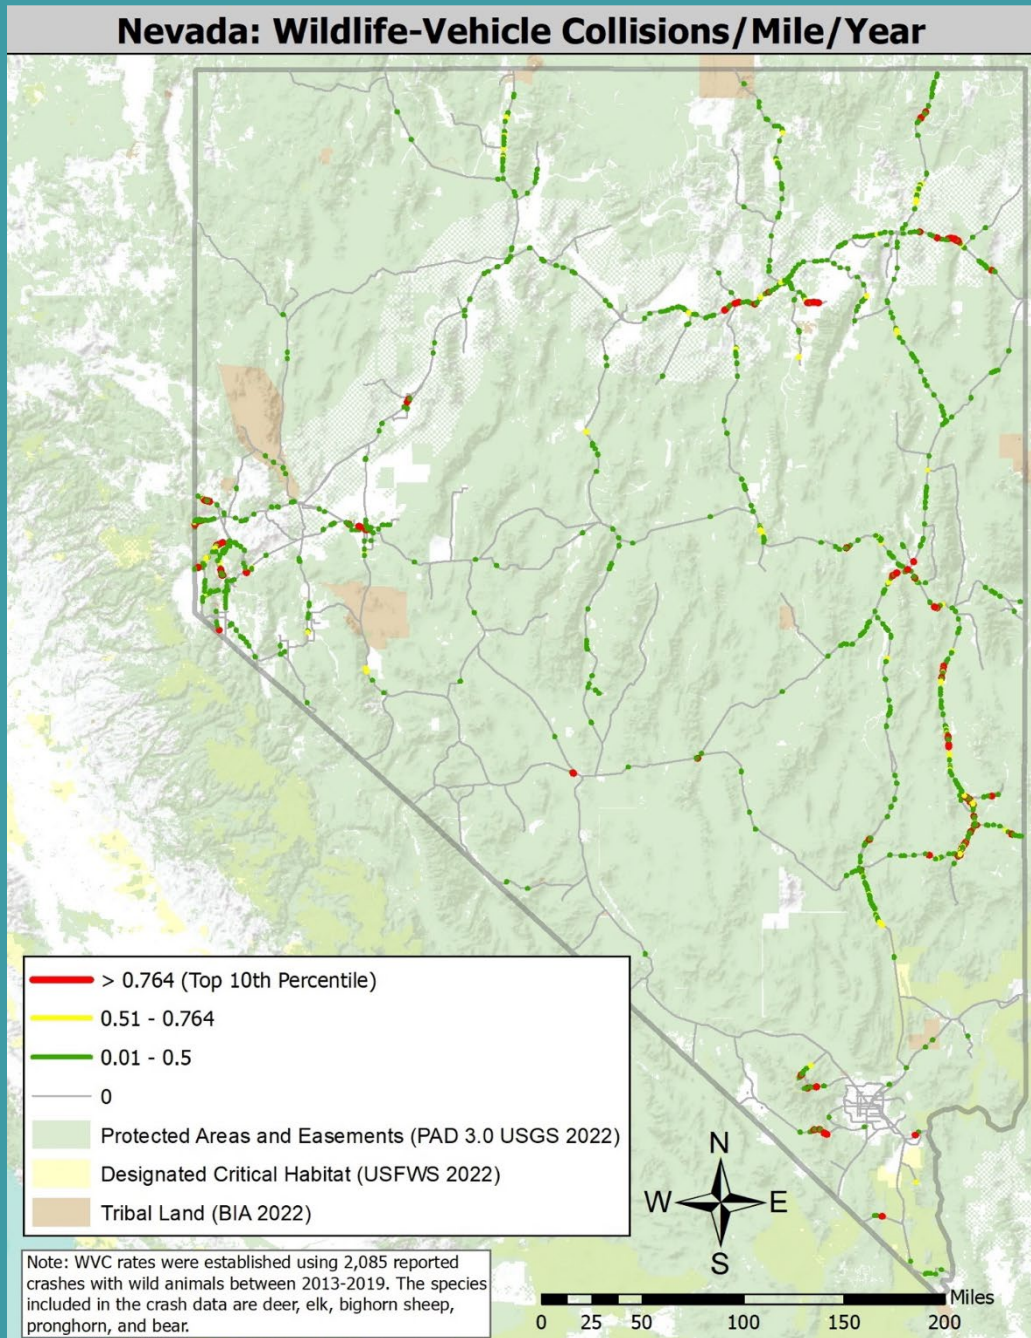 Nevada: Wildlife-Vehicle Collisions/Mile/Year
> 0.764 (Top 10th Percentile)
0.51 - 0.764
0.01 - 0.5
0
Protected Areas and Easements (PAD 3.0 USGS 2022)
Designated Critical Habitat (USFWS 2022)
Tribal Land (BIA 2022)
Note: WVC rates were established using 2,085 reported
crashes with wild animals between 2013-2019. The species
included in the crash data are deer, elk, bighorn sheep,
pronghorn, and bear.
N
W E
S
Miles
0 50 100 150 200